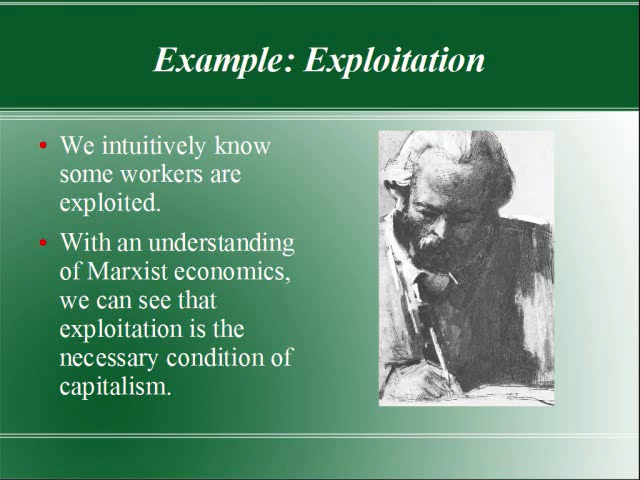 Example: Exploitation
• We intuitively know
some workers are
exploited.
• With an understanding
of Marxist economics,
we can see that
exploitation is the
necessary condition of
capitalism.